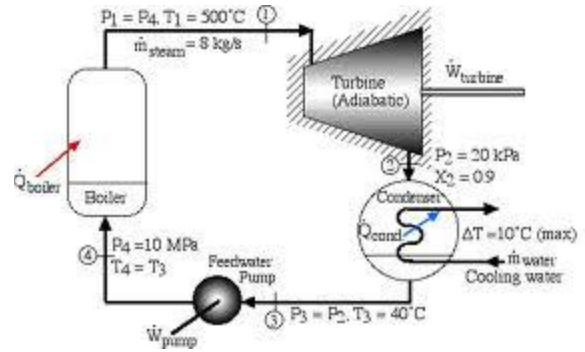 P1 = P4, T1 = 500°C
①
ṁsteam = 8 kg/s
Turbine
(Adiabatic)
Ẇturbine
②
P2 = 20 kPa
X2 = 0.9
Q̇boiler
Boiler
Condenser
Q̇cond
ΔT = 10°C (max)
ṁwater
Cooling water
④
P4 = 10 MPa
T4 = T3
Feedwater
Pump
③
P3 = P2, T3 = 40°C
Ẇpump